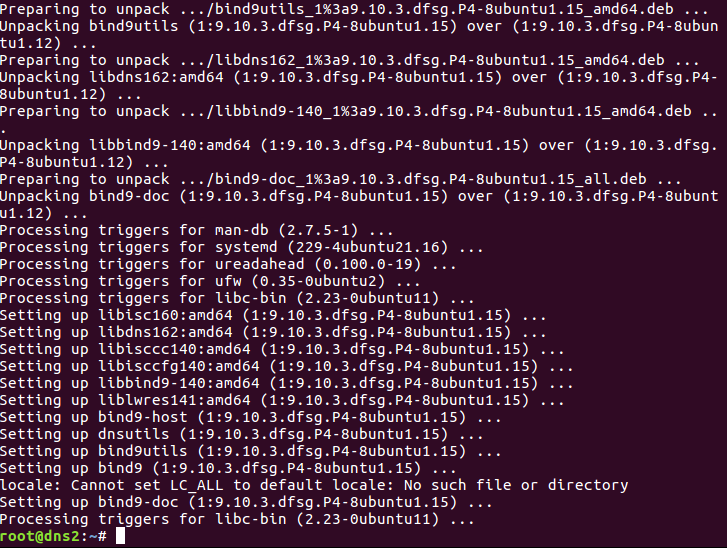 Preparing to unpack .../bind9utils_1%3a9.10.3.dfsg.P4-8ubuntu1.15_amd64.deb ...
Unpacking bind9utils (1:9.10.3.dfsg.P4-8ubuntu1.15) over (1:9.10.3.dfsg.P4-8ubun
tu1.12) ...
Preparing to unpack .../libdns162_1%3a9.10.3.dfsg.P4-8ubuntu1.15_amd64.deb ...
Unpacking libdns162:amd64 (1:9.10.3.dfsg.P4-8ubuntu1.15) over (1:9.10.3.dfsg.P4-
8ubuntu1.12) ...
Preparing to unpack .../libbind9-140_1%3a9.10.3.dfsg.P4-8ubuntu1.15_amd64.deb ..
.
Unpacking libbind9-140:amd64 (1:9.10.3.dfsg.P4-8ubuntu1.15) over (1:9.10.3.dfsg.
P4-8ubuntu1.12) ...
Preparing to unpack .../bind9-doc_1%3a9.10.3.dfsg.P4-8ubuntu1.15_all.deb ...
Unpacking bind9-doc (1:9.10.3.dfsg.P4-8ubuntu1.15) over (1:9.10.3.dfsg.P4-8ubunt
u1.12) ...
Processing triggers for man-db (2.7.5-1) ...
Processing triggers for systemd (229-4ubuntu21.16) ...
Processing triggers for ureadahead (0.100.0-19) ...
Processing triggers for ufw (0.35-0ubuntu2) ...
Processing triggers for libc-bin (2.23-0ubuntu11) ...
Setting up libisc160:amd64 (1:9.10.3.dfsg.P4-8ubuntu1.15) ...
Setting up libdns162:amd64 (1:9.10.3.dfsg.P4-8ubuntu1.15) ...
Setting up libisccc140:amd64 (1:9.10.3.dfsg.P4-8ubuntu1.15) ...
Setting up libisccfg140:amd64 (1:9.10.3.dfsg.P4-8ubuntu1.15) ...
Setting up libbind9-140:amd64 (1:9.10.3.dfsg.P4-8ubuntu1.15) ...
Setting up liblwres141:amd64 (1:9.10.3.dfsg.P4-8ubuntu1.15) ...
Setting up bind9-host (1:9.10.3.dfsg.P4-8ubuntu1.15) ...
Setting up dnsutils (1:9.10.3.dfsg.P4-8ubuntu1.15) ...
Setting up bind9utils (1:9.10.3.dfsg.P4-8ubuntu1.15) ...
Setting up bind9 (1:9.10.3.dfsg.P4-8ubuntu1.15) ...
locale: Cannot set LC_ALL to default locale: No such file or directory
Setting up bind9-doc (1:9.10.3.dfsg.P4-8ubuntu1.15) ...
Processing triggers for libc-bin (2.23-0ubuntu11) ...
root@dns2:~#